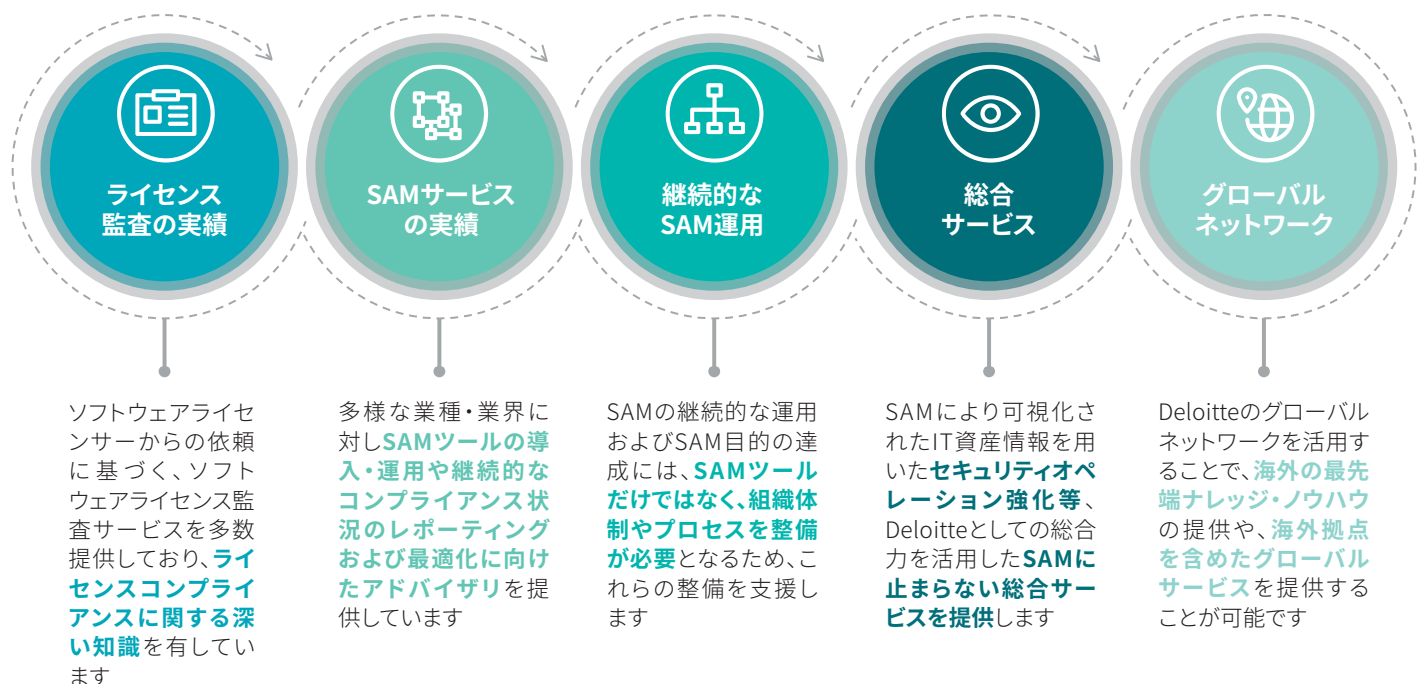 ライセンス
監査の実績
SAMサービス
の実績
継続的な
SAM運用
総合
サービス
グローバル
ネットワーク
ソフトウェアライセ
ンサーからの依頼
に基づく、ソフト
ウェアライセンス監
査サービスを多数
提供しており、ライ
センスコンプライ
アンスに関する深
い知識を有してい
ます
多様な業種・業界に
対しSAMツールの導
入・運用や継続的な
コンプライアンス状
況のレポーティング
および最適化に向け
たアドバイザリを提
供しています
SAMの継続的な運用
およびSAM目的の達
成には、SAMツール
だけではなく、組織体
制やプロセスを整備
が必要となるため、こ
れらの整備を支援し
ます
SAMにより可視化さ
れたIT資産情報を用
いたセキュリティオペ
レーション強化等、
Deloitteとしての総合
力を活用したSAMに
止まらない総合サー
ビスを提供します
Deloitteのグローバル
ネットワークを活用す
ることで、海外の最先
端ナレッジ・ノウハウ
の提供や、海外拠点
を含めたグローバル
サービスを提供する
ことが可能です